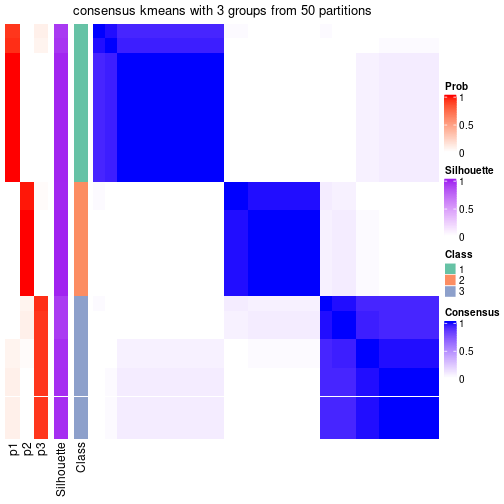 consensus kmeans with 3 groups from 50 partitions
Prob
1
0.5
0
Silhouette
1
0.5
0
Class
1
2
3
Consensus
1
0.5
0
p1
p2
p3
Silhouette
Class